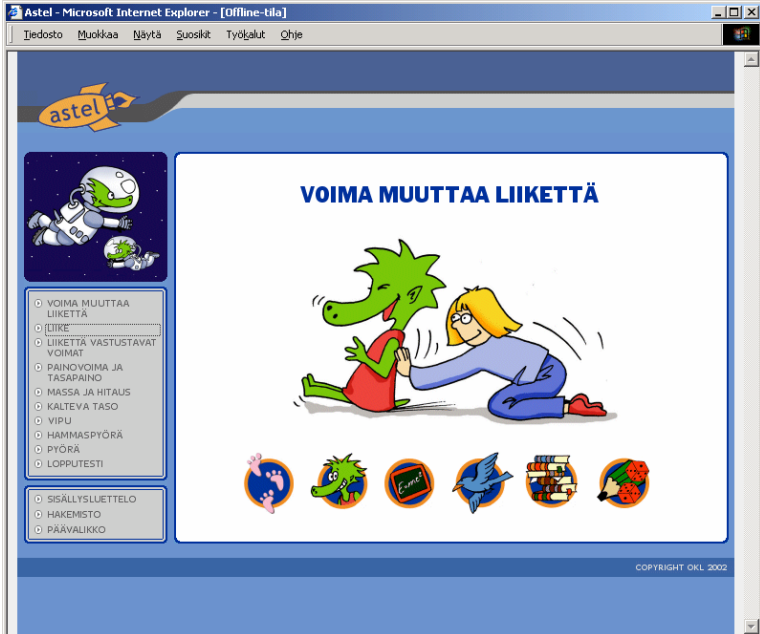 Astel - Microsoft Internet Explorer - [Offline-tila]
Tiedosto Muokkaa Näytä Suosikit Työkalut Ohje
astel
VOIMA MUUTTAA LIIKETTÄ
VOIMA MUUTTAA
LIIKETTÄ
LIIKE
LIIKETTÄ VASTUSTAVAT
VOIMAT
PAINOVOIMA JA
TASAPAINO
MASSA JA HITAUS
KALTEVA TASO
VIPU
HAMMASPYÖRÄ
PYÖRÄ
LOPPUTESTI
SISÄLLYSLUETTELO
HAKEMISTO
PÄÄVALIKKO
E=mc²
COPYRIGHT OKL 2002